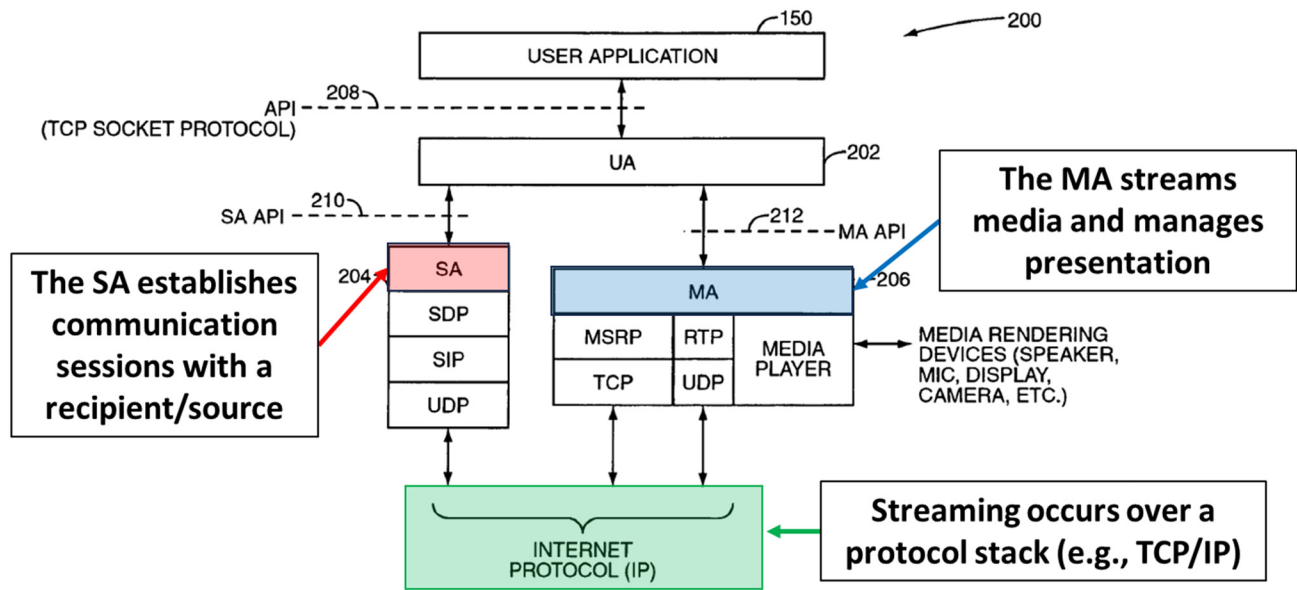 150
200
USER APPLICATION
208
API
(TCP SOCKET PROTOCOL)
UA
202
The MA streams
media and manages
presentation
210
SA API
212
MA API
The SA establishes
communication
sessions with a
recipient/source
204
SA
SDP
SIP
UDP
206
MA
MSRP
RTP
TCP
UDP
MEDIA
PLAYER
MEDIA RENDERING
DEVICES (SPEAKER,
MIC, DISPLAY,
CAMERA, ETC.)
INTERNET
PROTOCOL (IP)
Streaming occurs over a
protocol stack (e.g., TCP/IP)